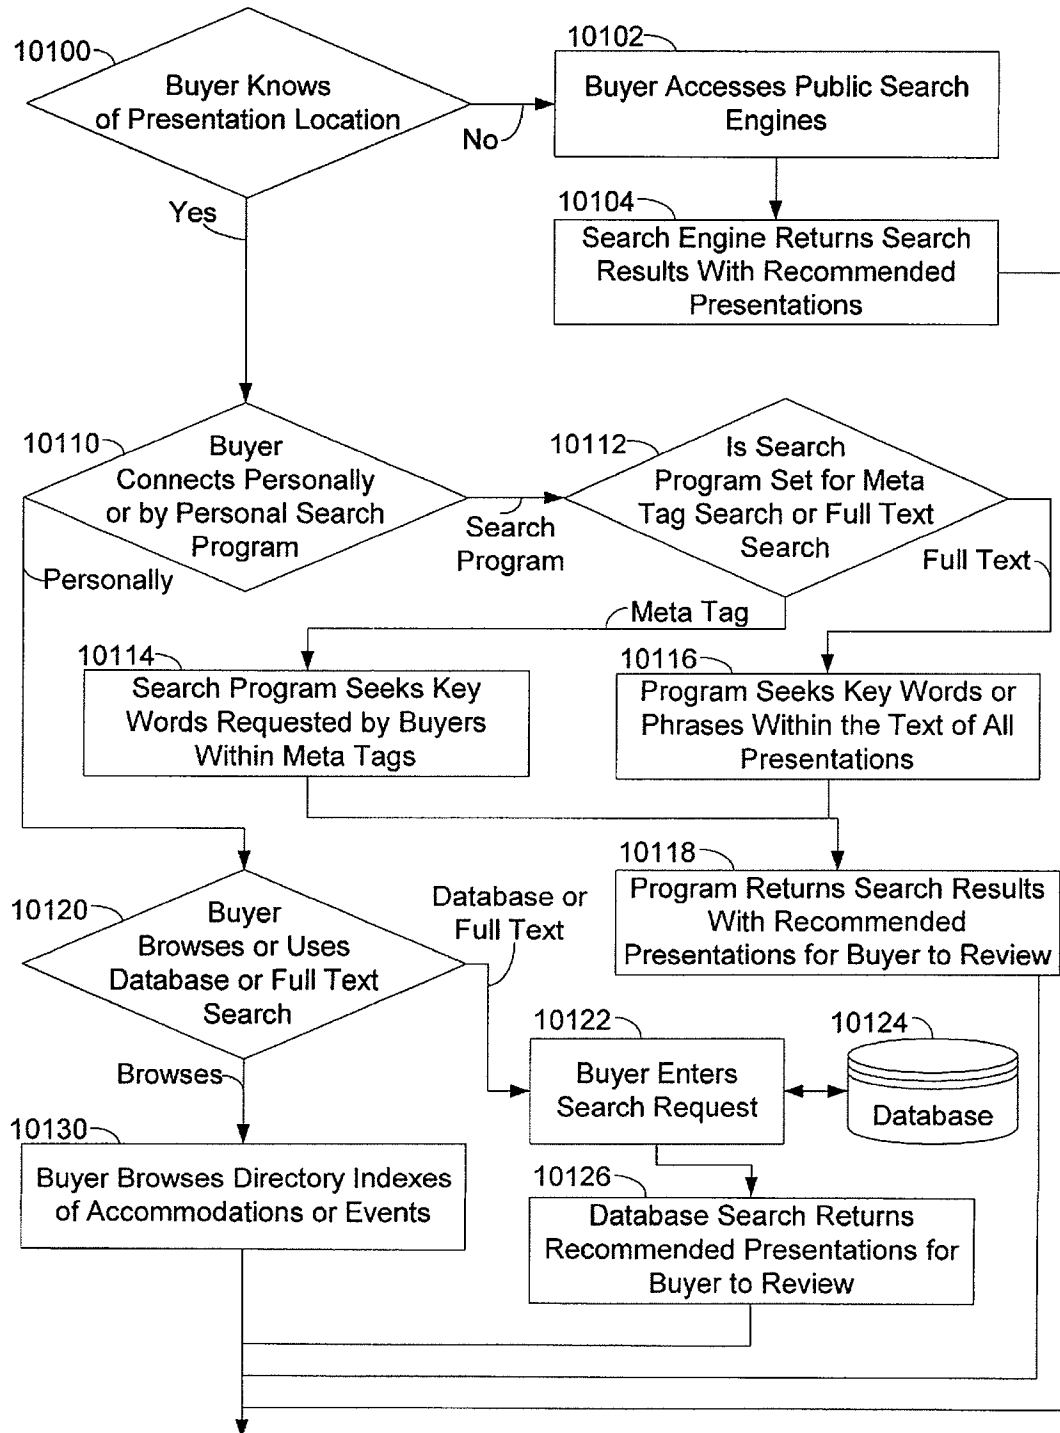 10100
Buyer Knows
of Presentation Location
No
Yes
10102
Buyer Accesses Public Search
Engines
10104
Search Engine Returns Search
Results With Recommended
Presentations
10110
Buyer
Connects Personally
or by Personal Search
Program
Search
Program
Personally
10112
Is Search
Program Set for Meta
Tag Search or Full Text
Search
Full Text
Meta Tag
10114
Search Program Seeks Key
Words Requested by Buyers
Within Meta Tags
10116
Program Seeks Key Words or
Phrases Within the Text of All
Presentations
10118
Program Returns Search Results
With Recommended
Presentations for Buyer to Review
10120
Buyer
Browses or Uses
Database or Full Text
Search
Database or
Full Text
Browses
10122
Buyer Enters
Search Request
10124
Database
10126
Database Search Returns
Recommended Presentations for
Buyer to Review
10130
Buyer Browses Directory Indexes
of Accommodations or Events